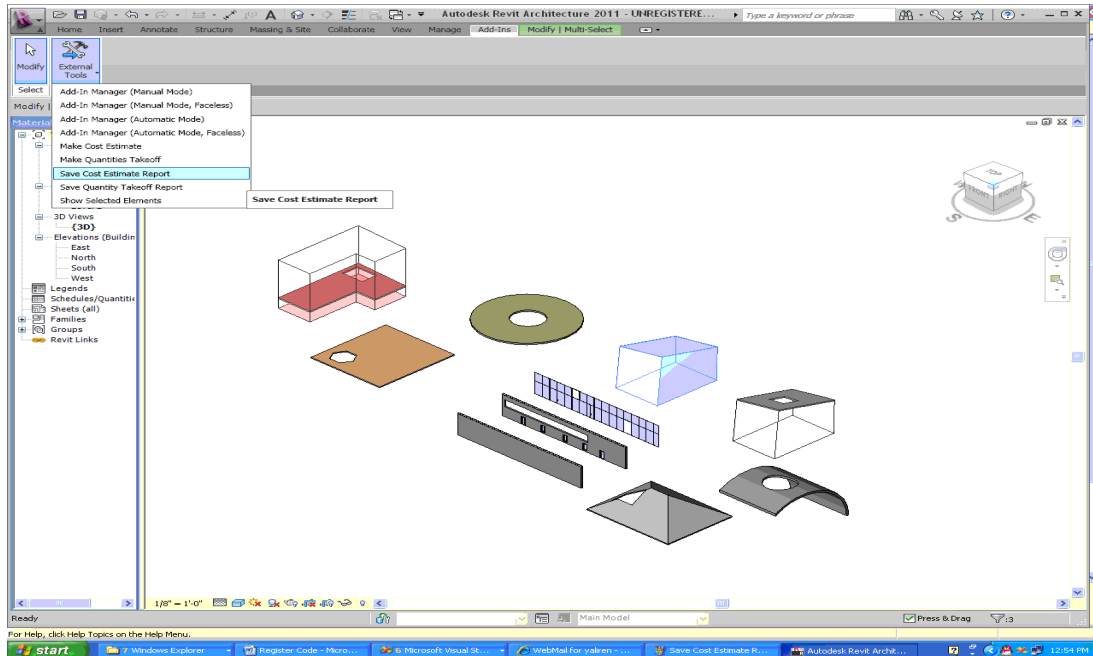 Autodesk Revit Architecture 2011 - UNREGISTERE... Type a keyword or phrase
Home Insert Annotate Structure Massing & Site Collaborate View Manage Add-Ins Modify | Multi-Select
Modify External Tools
Select
Add-In Manager (Manual Mode)
Modify | Add-In Manager (Manual Mode, Faceless)
Add-In Manager (Automatic Mode)
Add-In Manager (Automatic Mode, Faceless)
Make Cost Estimate
Make Quantities Takeoff
Save Cost Estimate Report
Save Quantity Takeoff Report
Show Selected Elements
Save Cost Estimate Report
3D Views
{3D}
Elevations (Buildin
East
North
South
West
Legends
Schedules/Quantitie
Sheets (all)
Families
Groups
Revit Links
TOP
FRONT RIGHT
S E
1/8" = 1'-0"
Ready Main Model Press & Drag :3
For Help, click Help Topics on the Help Menu.
start 7 Windows Explorer Register Code - Micro... 6 Microsoft Visual St... WebMail for yaliren - ... Save Cost Estimate R... Autodesk Revit Archit... 12:54 PM